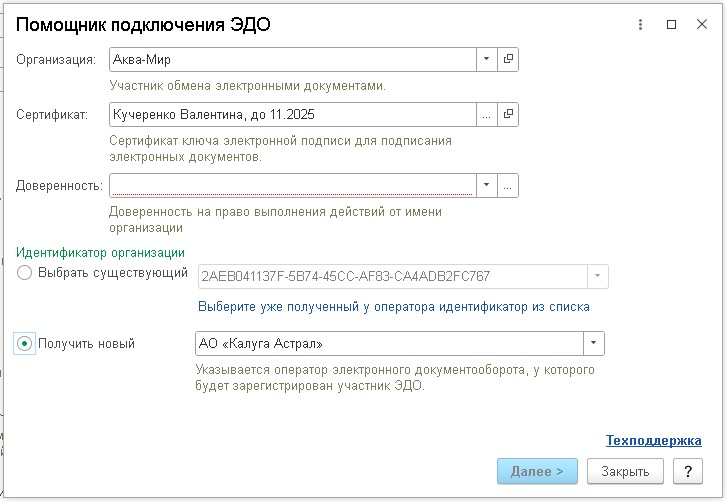 Помощник подключения ЭДО
Организация: Аква-Мир
Участник обмена электронными документами.
Сертификат: Кучеренко Валентина, до 11.2025 ...
Сертификат ключа электронной подписи для подписания
электронных документов.
Доверенность: ...
Доверенность на право выполнения действий от имени
организации
Идентификатор организации
Выбрать существующий 2AEB041137F-5B74-45CC-AF83-CA4ADB2FC767
Выберите уже полученный у оператора идентификатор из списка
Получить новый АО «Калуга Астрал»
Указывается оператор электронного документооборота, у которого
будет зарегистрирован участник ЭДО.
Техподдержка
Далее > Закрыть ?